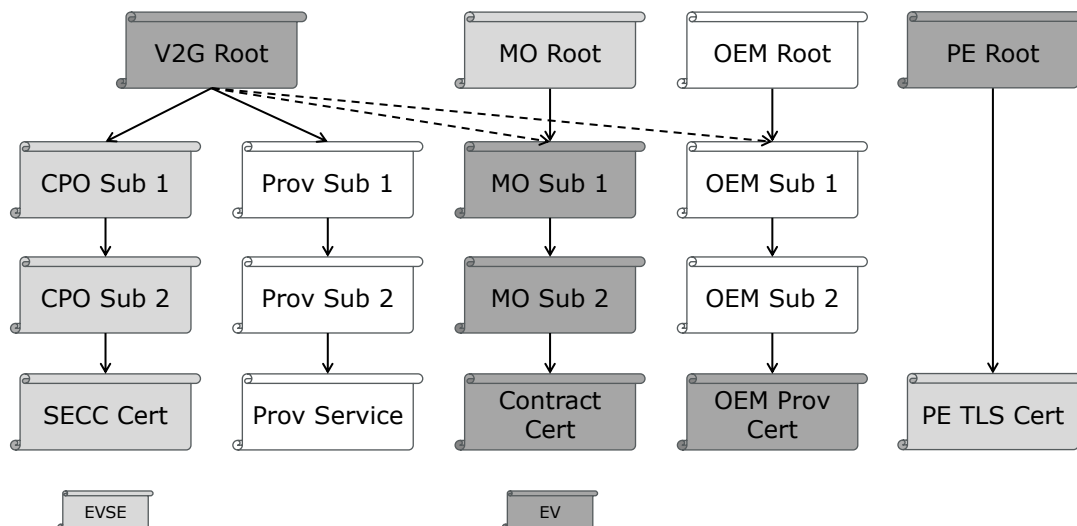 V2G Root
MO Root
OEM Root
PE Root
CPO Sub 1
Prov Sub 1
MO Sub 1
OEM Sub 1
CPO Sub 2
Prov Sub 2
MO Sub 2
OEM Sub 2
SECC Cert
Prov Service
Contract
Cert
OEM Prov
Cert
PE TLS Cert
EVSE
EV